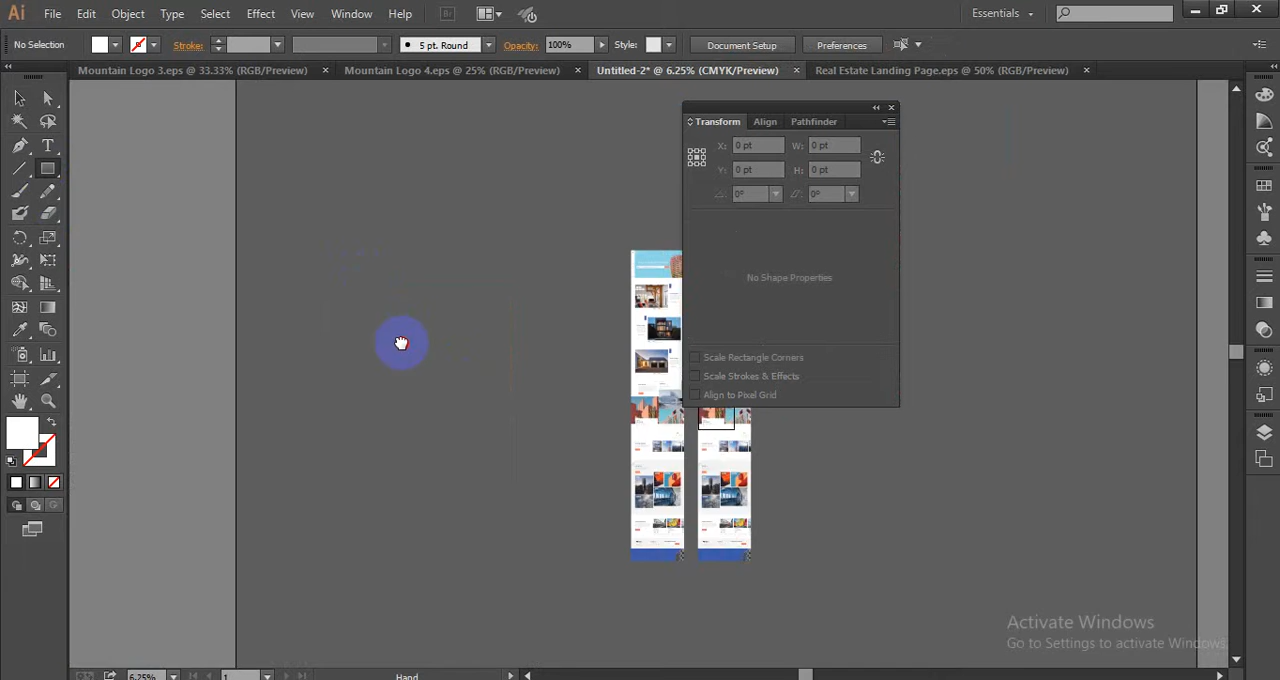 Ai File Edit Object Type Select Effect View Window Help Br Essentials
No Selection Stroke: 5 pt. Round Opacity: 100% Style: Document Setup Preferences
Mountain Logo 3.eps @ 33.33% (RGB/Preview) × Mountain Logo 4.eps @ 25% (RGB/Preview) × Untitled-2* @ 6.25% (CMYK/Preview) × Real Estate Landing Page.eps @ 50% (RGB/Preview) ×
Transform Align Pathfinder
X: 0 pt W: 0 pt
Y: 0 pt H: 0 pt
0° 0°
No Shape Properties
Scale Rectangle Corners
Scale Strokes & Effects
Align to Pixel Grid
Activate Windows
Go to Settings to activate Windows.
6.25% 1 Hand